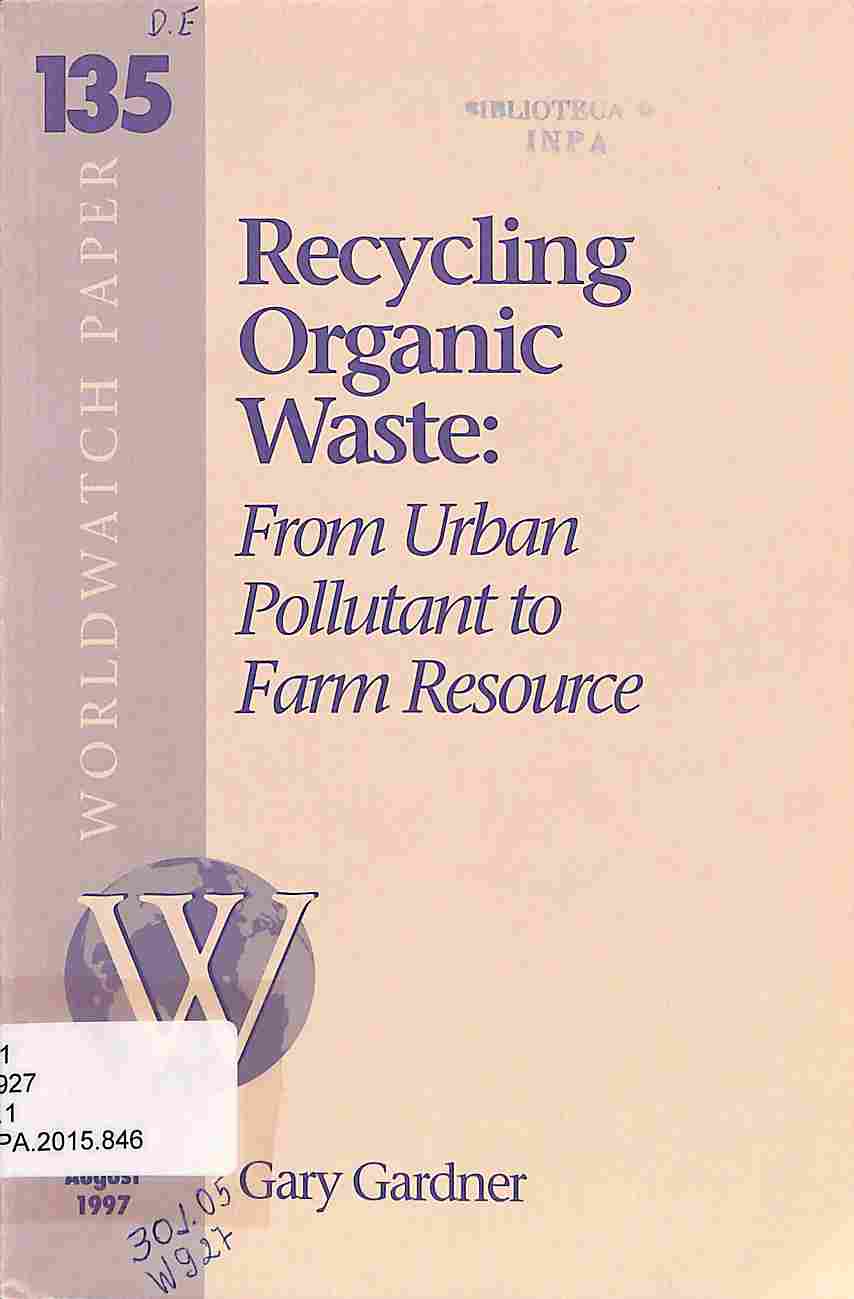 D.E
135
BIBLIOTECA
INPA
WORLDWATCH PAPER
Recycling
Organic
Waste:
From Urban
Pollutant to
Farm Resource
W
1
927
.1
PA.2015.846
August
1997
Gary Gardner
301.05
W927